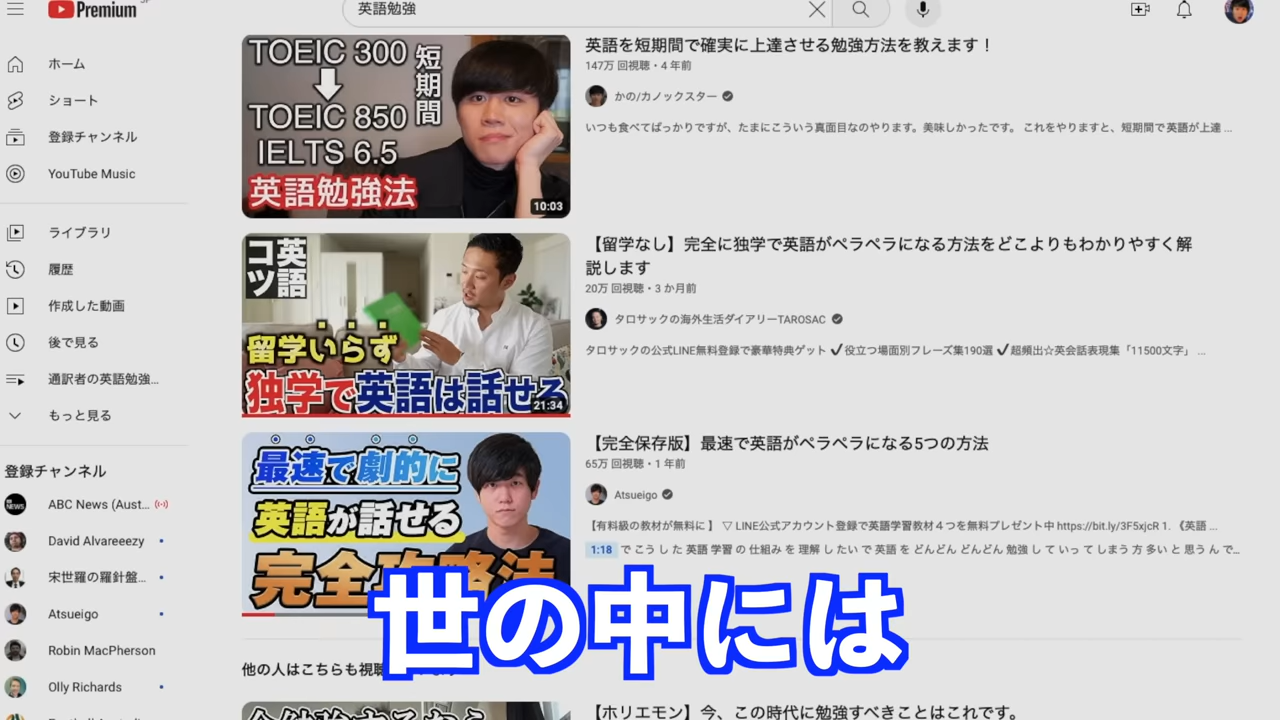 Premium
英語勉強
ホーム
ショート
登録チャンネル
YouTube Music
ライブラリ
履歴
作成した動画
後で見る
通訳者の英語勉強...
もっと見る
登録チャンネル
ABC News (Aust...
David Alvareeezy
宋世羅の羅針盤...
Atsueigo
Robin MacPherson
Olly Richards
TOEIC 300
TOEIC 850
IELTS 6.5
短期間
英語勉強法
10:03
英語を短期間で確実に上達させる勉強方法を教えます！
147万 回視聴・4 年前
かの/カノックスター
いつも食べてばっかりですが、たまにこういう真面目なのやります。美味しかったです。 これをやりますと、短期間で英語が上達 ...
英語
コツ
留学いらず
独学で英語は話せる
21:34
【留学なし】完全に独学で英語がペラペラになる方法をどこよりもわかりやすく解
説します
20万 回視聴・3 か月前
タロサックの海外生活ダイアリーTAROSAC
タロサックの公式LINE無料登録で豪華特典ゲット ✔役立つ場面別フレーズ集190選 ✔超頻出☆英会話表現集「11500文字」 ...
最速で劇的に
英語が話せる
完全攻略法
【完全保存版】最速で英語がペラペラになる5つの方法
65万 回視聴・1 年前
Atsueigo
【有料級の教材が無料に 】 ▽ LINE公式アカウント登録で英語学習教材４つを無料プレゼント中 https://bit.ly/3F5xjcR 1. 《英語 ...
1:18 で こう し た 英語 学習 の 仕組み を 理解 し たい で 英語 を どんどん どんどん 勉強 し て いっ て しまう 方 多い と 思う ん で...
世の中には
他の人はこちらも視聴
【ホリエモン】今、この時代に勉強すべきことはこれです。